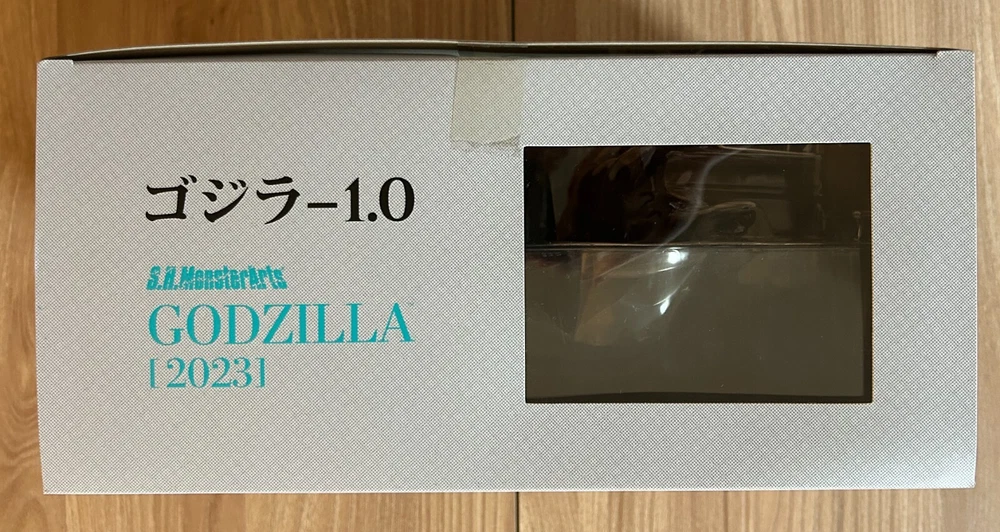 ゴジラ-1.0
S.H.MonsterArts
GODZILLA
[2023]